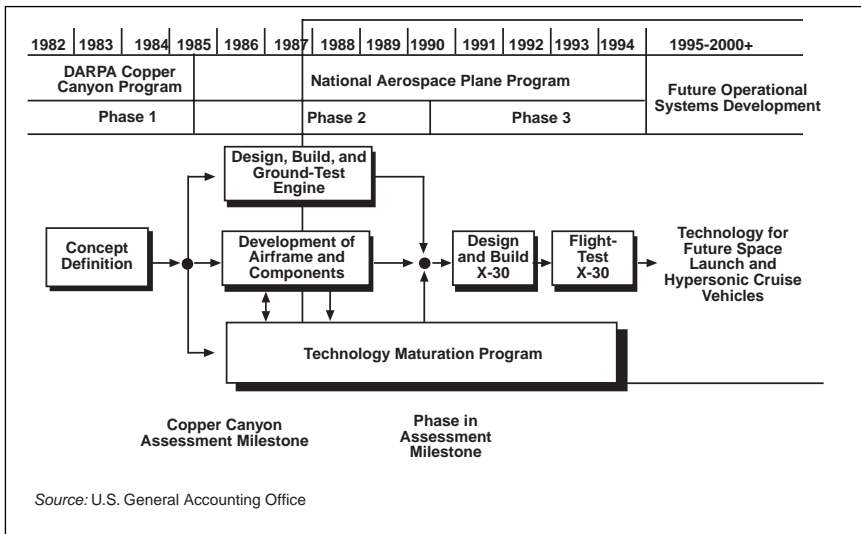 1982 1983 1984 1985 1986 1987 1988 1989 1990 1991 1992 1993 1994 1995-2000+
DARPA Copper
Canyon Program
National Aerospace Plane Program
Future Operational
Systems Development
Phase 1 Phase 2 Phase 3
Design, Build, and
Ground-Test
Engine
Concept
Definition
Development of
Airframe and
Components
Design
and Build
X-30
Flight-
Test
X-30
Technology for
Future Space
Launch and
Hypersonic Cruise
Vehicles
Technology Maturation Program
Copper Canyon
Assessment Milestone
Phase in
Assessment
Milestone
Source: U.S. General Accounting Office